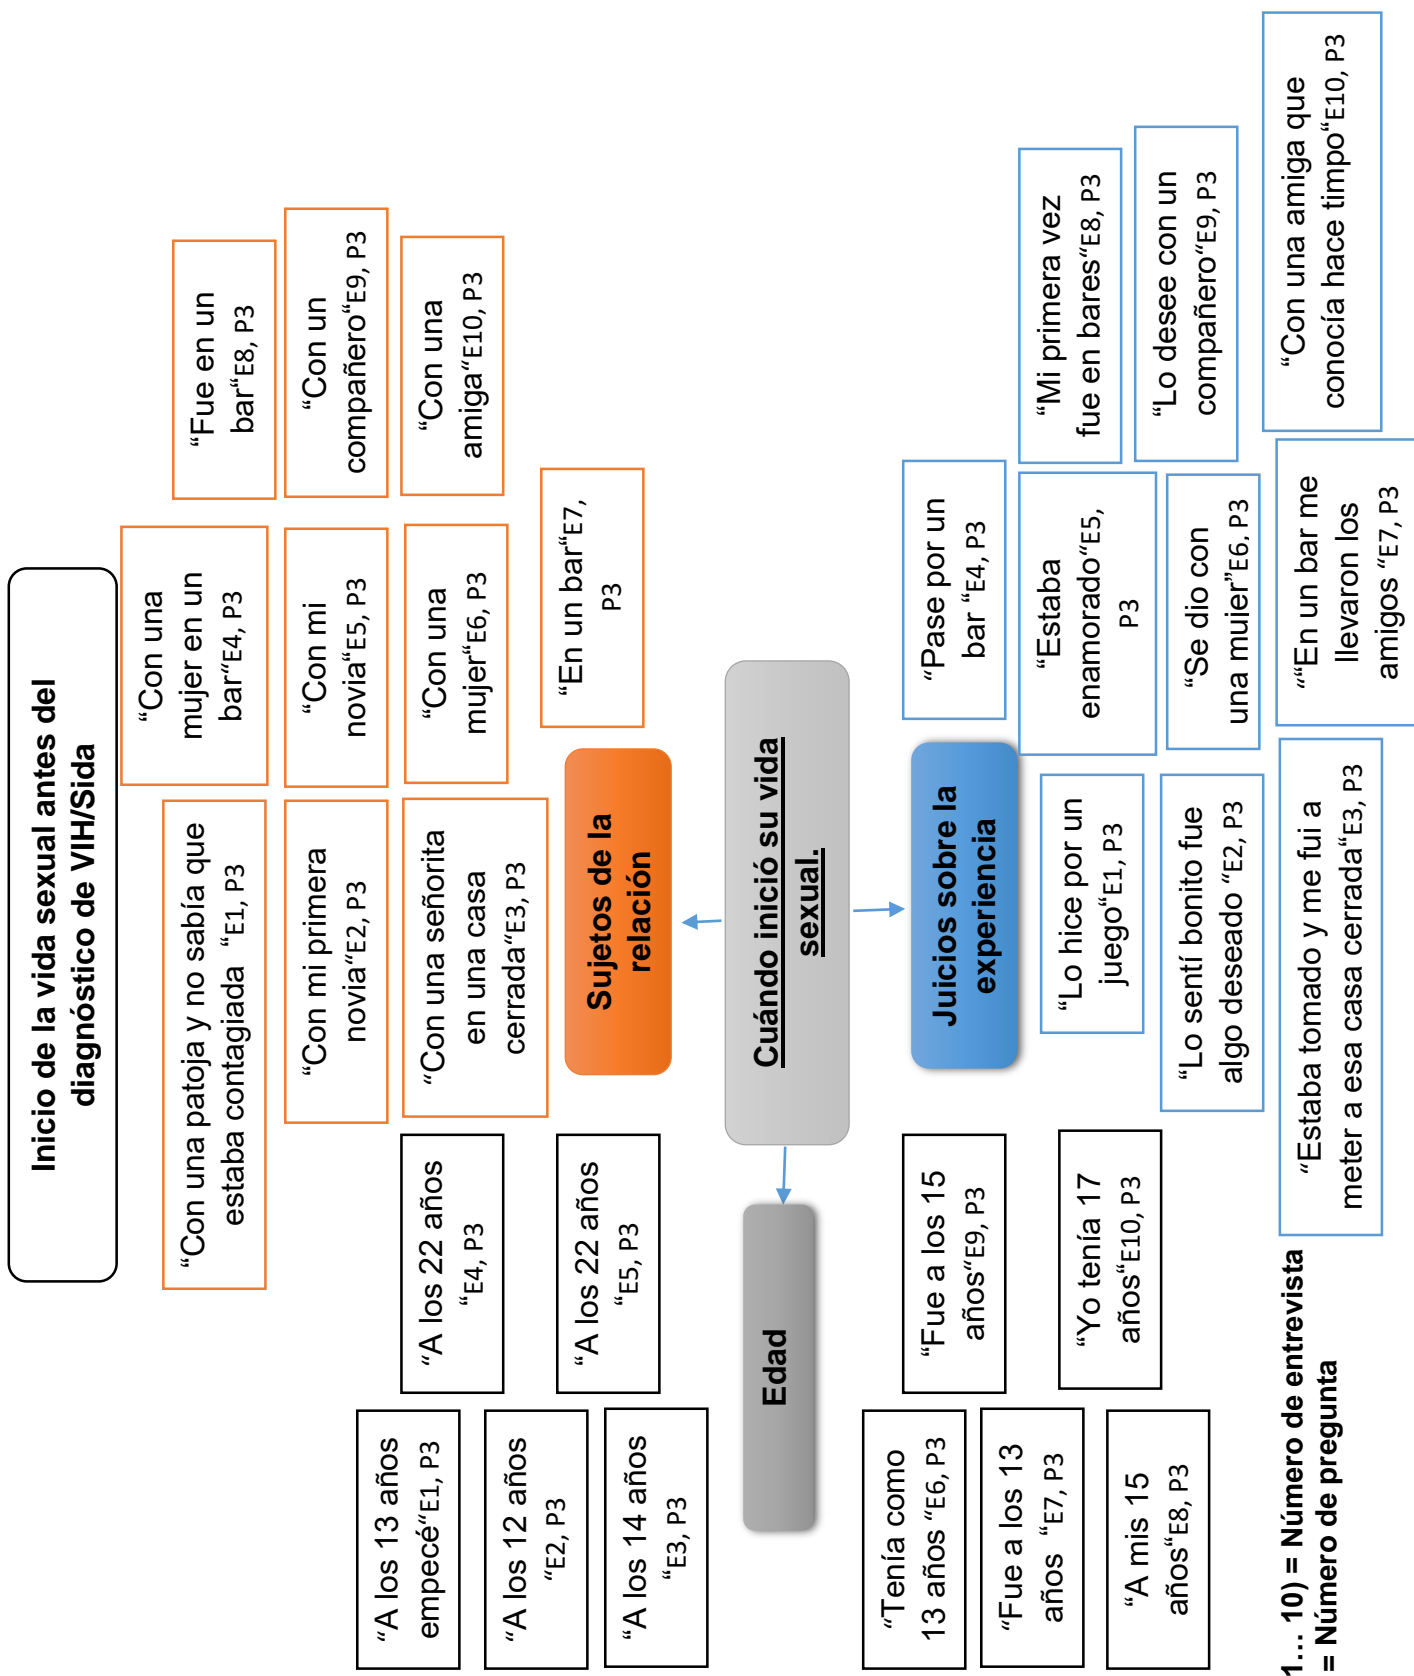 Inicio de la vida sexual antes del
diagnóstico de VIH/Sida
“Con una patoja y no sabía que
estaba contagiada “E1, P3
“Con mi primera
novia“E2, P3
“Con una señorita
en una casa
cerrada“E3, P3
“Con una
mujer en un
bar“E4, P3
“Con mi
novia“E5, P3
“Con una
mujer“E6, P3
“En un bar“E7,
P3
“Fue en un
bar“E8, P3
“Con un
compañero“E9, P3
“Con una
amiga“E10, P3
Sujetos de la
relación
“A los 13 años
empecé“E1, P3
“A los 12 años
“E2, P3
“A los 14 años
“E3, P3
“A los 22 años
“E4, P3
“A los 22 años
“E5, P3
Edad
Cuándo inició su vida
sexual.
“Tenía como
13 años “E6, P3
“Fue a los 13
años “E7, P3
“A mis 15
años“E8, P3
“Fue a los 15
años“E9, P3
“Yo tenía 17
años“E10, P3
Juicios sobre la
experiencia
“Lo hice por un
juego“E1, P3
“Lo sentí bonito fue
algo deseado “E2, P3
“Estaba tomado y me fui a
meter a esa casa cerrada“E3, P3
“Pase por un
bar “E4, P3
“Estaba
enamorado“E5,
P3
“Se dio con
una mujer”E6, P3
““En un bar me
llevaron los
amigos “E7, P3
“Mi primera vez
fue en bares“E8, P3
“Lo desee con un
compañero“E9, P3
“Con una amiga que
conocía hace timpo“E10, P3
1… 10) = Número de entrevista
= Número de pregunta